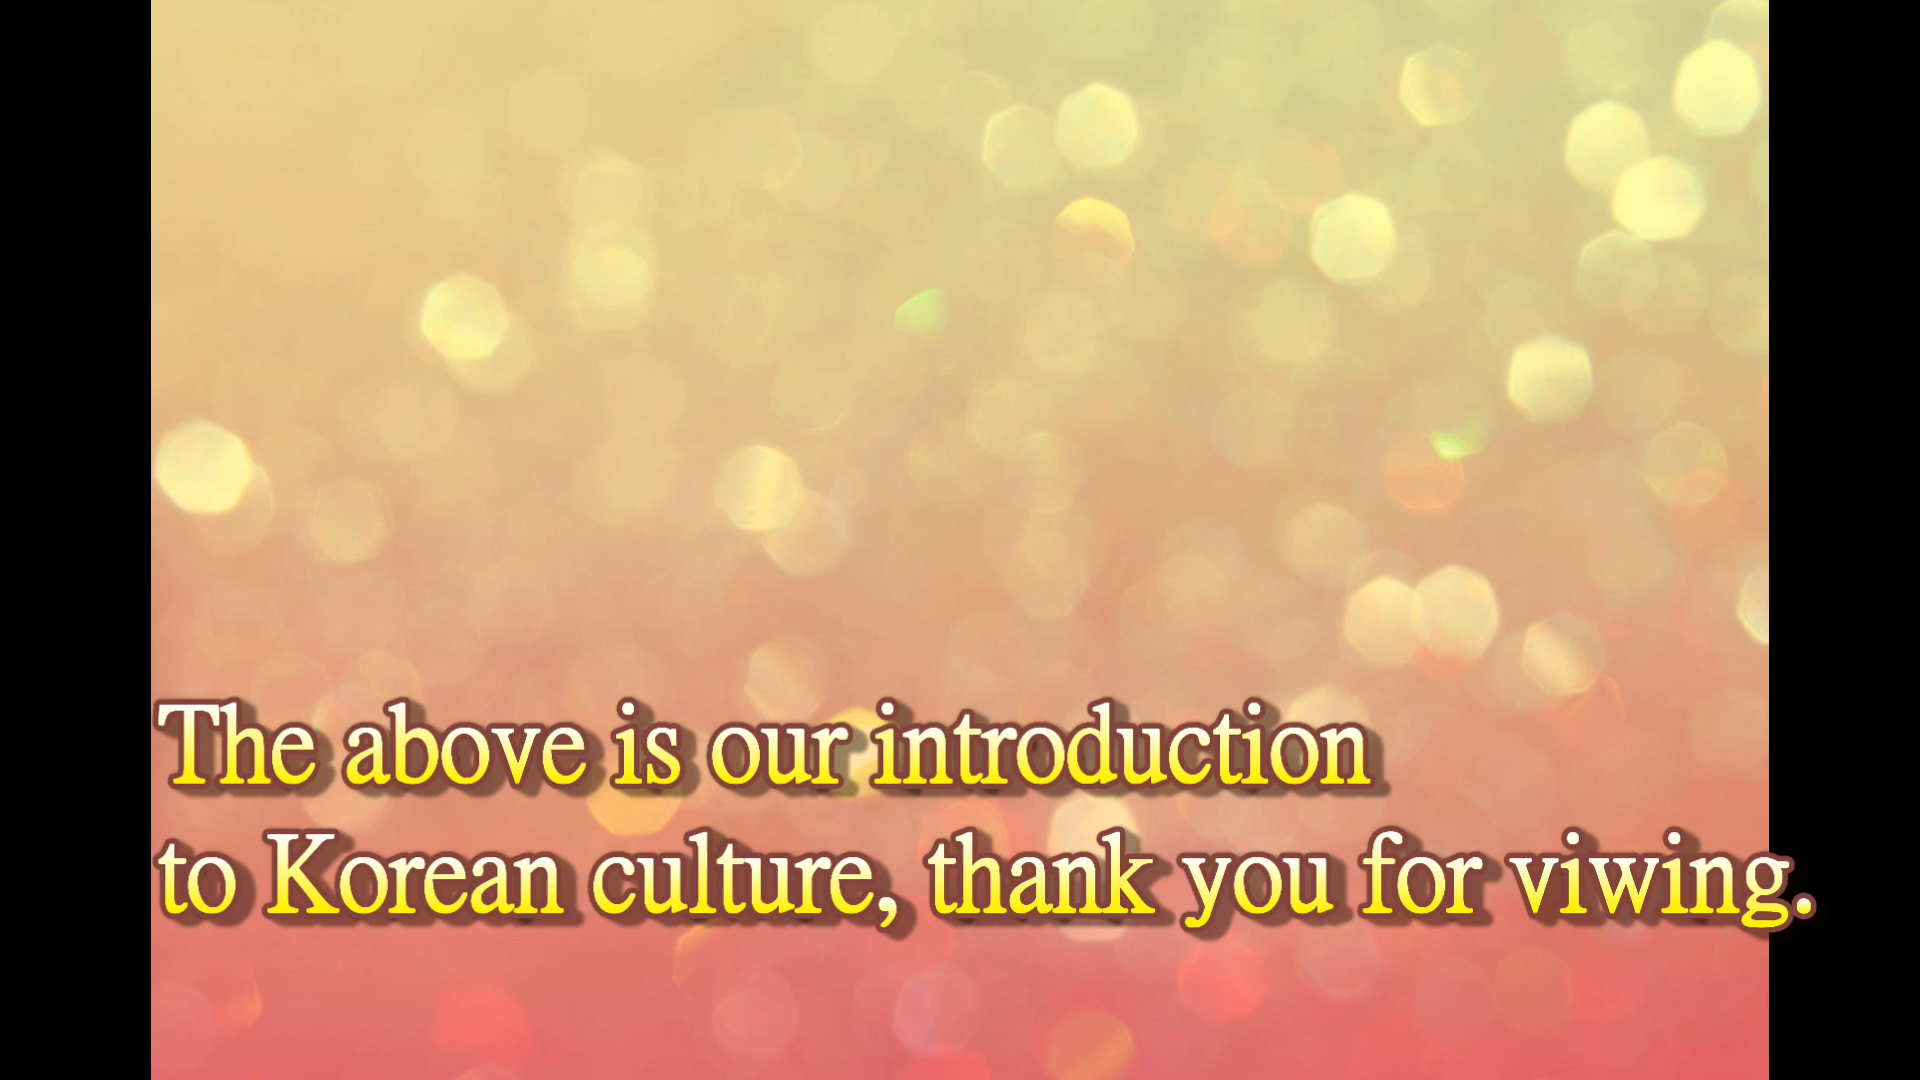 The above is our introduction
to Korean culture, thank you for viwing.